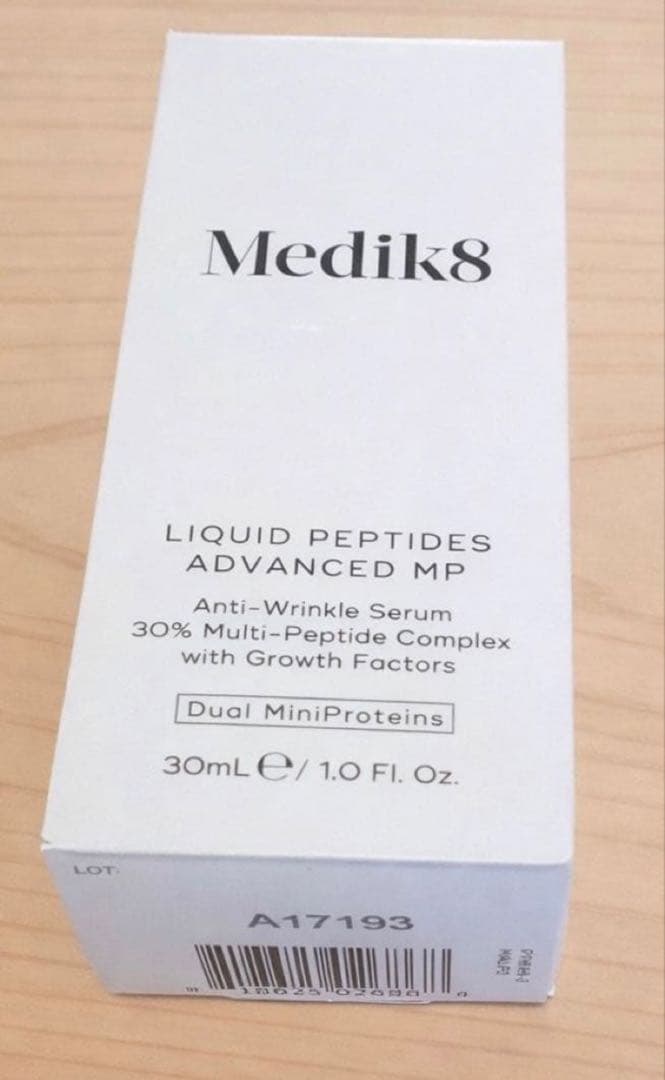 Medik8
LIQUID PEPTIDES
ADVANCED MP
Anti-Wrinkle Serum
30% Multi-Peptide Complex
with Growth Factors
Dual MiniProteins
30mL ℮/ 1.0 Fl. Oz.
LOT:
A17193